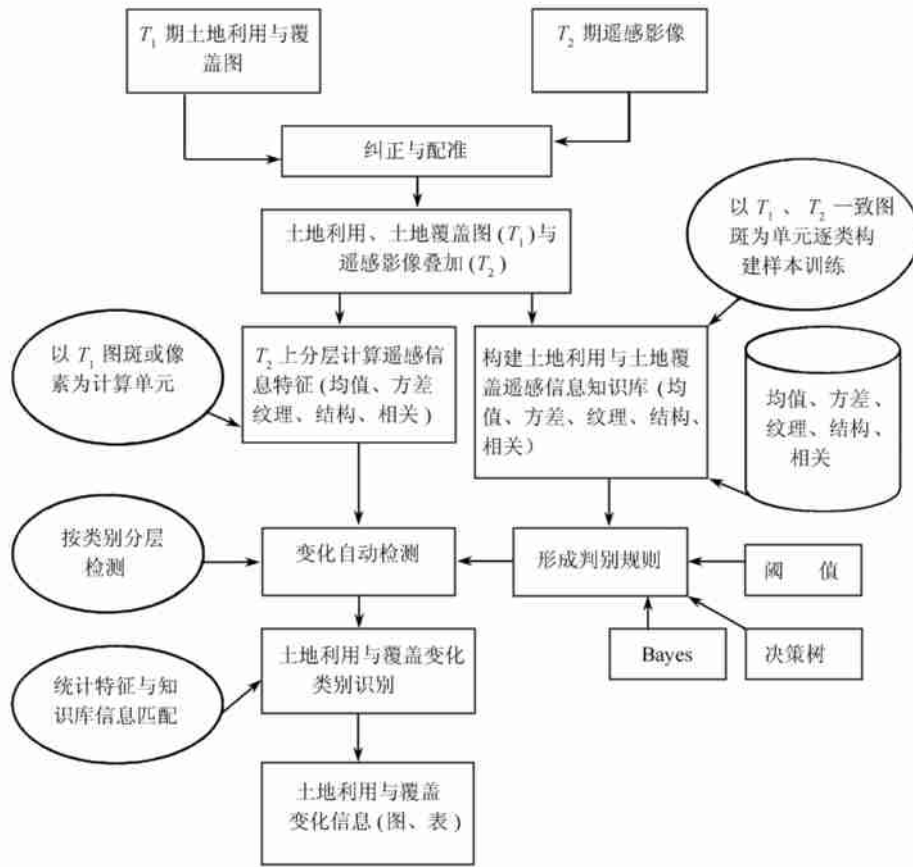 T₁ 期土地利用与覆
盖图
T₂ 期遥感影像
纠正与配准
土地利用、土地覆盖图(T₁)与
遥感影像叠加(T₂)
以 T₁ 、 T₂ 一致图
斑为单元逐类构
建样本训练
以 T₁ 图斑或像
素为计算单元
T₂ 上分层计算遥感信
息特征(均值、方差
纹理、结构、相关)
构建土地利用与土地覆
盖遥感信息知识库(均
值、方差、纹理、结构、
相关)
均值、方差、
纹理、结构、
相关
按类别分层
检测
变化自动检测
形成判别规则
阈 值
Bayes
决策树
土地利用与覆盖变化
类别识别
统计特征与知
识库信息匹配
土地利用与覆盖
变化信息(图、表)